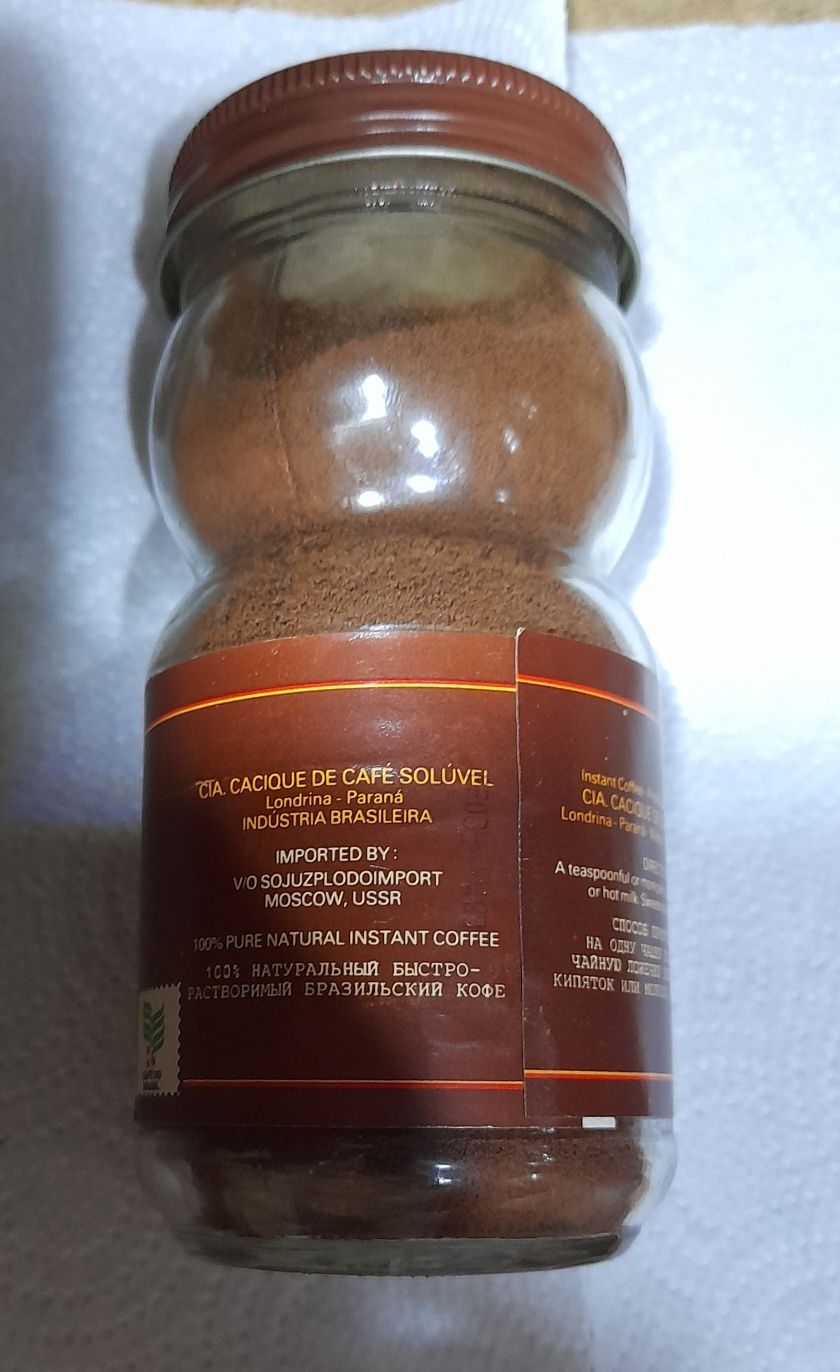 CIA. CACIQUE DE CAFÉ SOLÚVEL
Londrina - Paraná
INDÚSTRIA BRASILEIRA
IMPORTED BY:
V/O SOJUZPLODOIMPORT
MOSCOW, USSR
100% PURE NATURAL INSTANT COFFEE
100% НАТУРАЛЬНЫЙ БЫСТРО-
РАСТВОРИМЫЙ БРАЗИЛЬСКИЙ КОФЕ
Instant
CIA. CACIQUE
Londrina - Paraná
A teaspoonful or more
or hot milk.
СПОСОБ
НА ОДНУ
ЧАЙНУЮ
КИПЯТОК ИЛИ